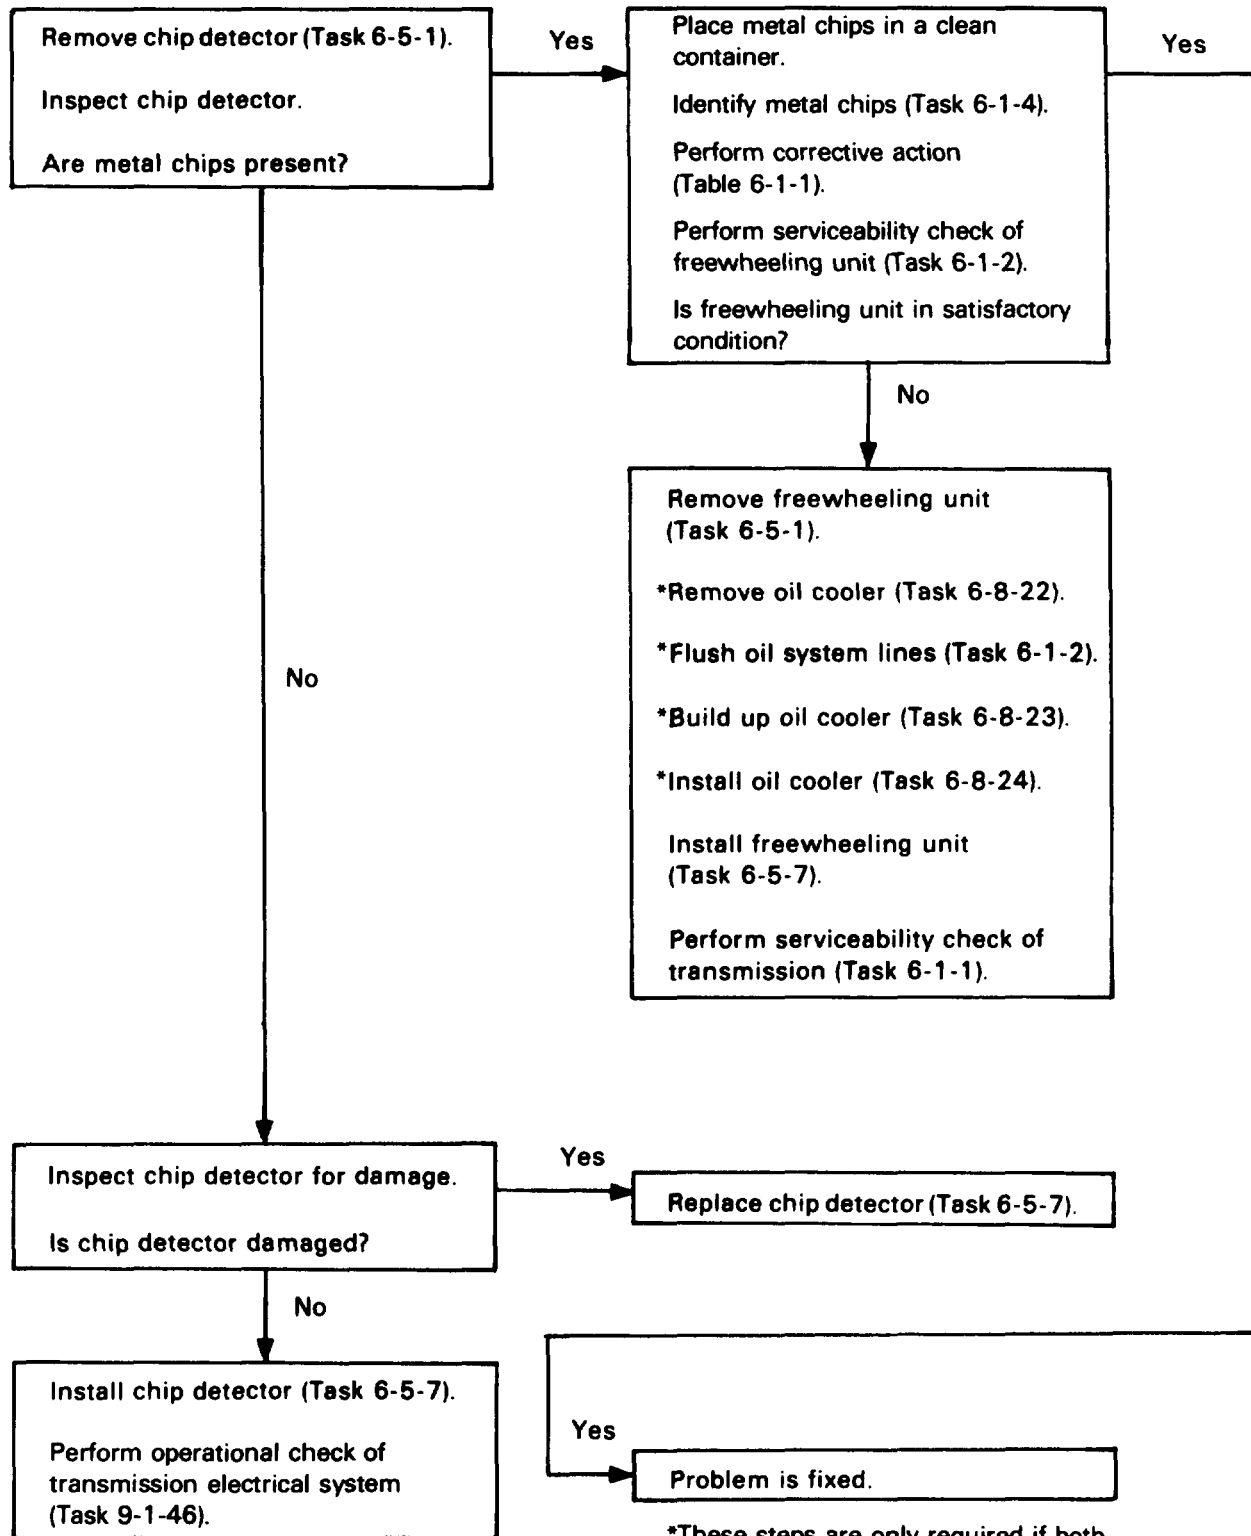 Remove chip detector (Task 6-5-1).
Inspect chip detector.
Are metal chips present?
Yes
Place metal chips in a clean
container.
Identify metal chips (Task 6-1-4).
Perform corrective action
(Table 6-1-1).
Perform serviceability check of
freewheeling unit (Task 6-1-2).
Is freewheeling unit in satisfactory
condition?
Yes
No
Remove freewheeling unit
(Task 6-5-1).
*Remove oil cooler (Task 6-8-22).
*Flush oil system lines (Task 6-1-2).
*Build up oil cooler (Task 6-8-23).
*Install oil cooler (Task 6-8-24).
Install freewheeling unit
(Task 6-5-7).
Perform serviceability check of
transmission (Task 6-1-1).
No
Inspect chip detector for damage.
Is chip detector damaged?
Yes
Replace chip detector (Task 6-5-7).
No
Install chip detector (Task 6-5-7).
Perform operational check of
transmission electrical system
(Task 9-1-46).
Yes
Problem is fixed.
*These steps are only required if both